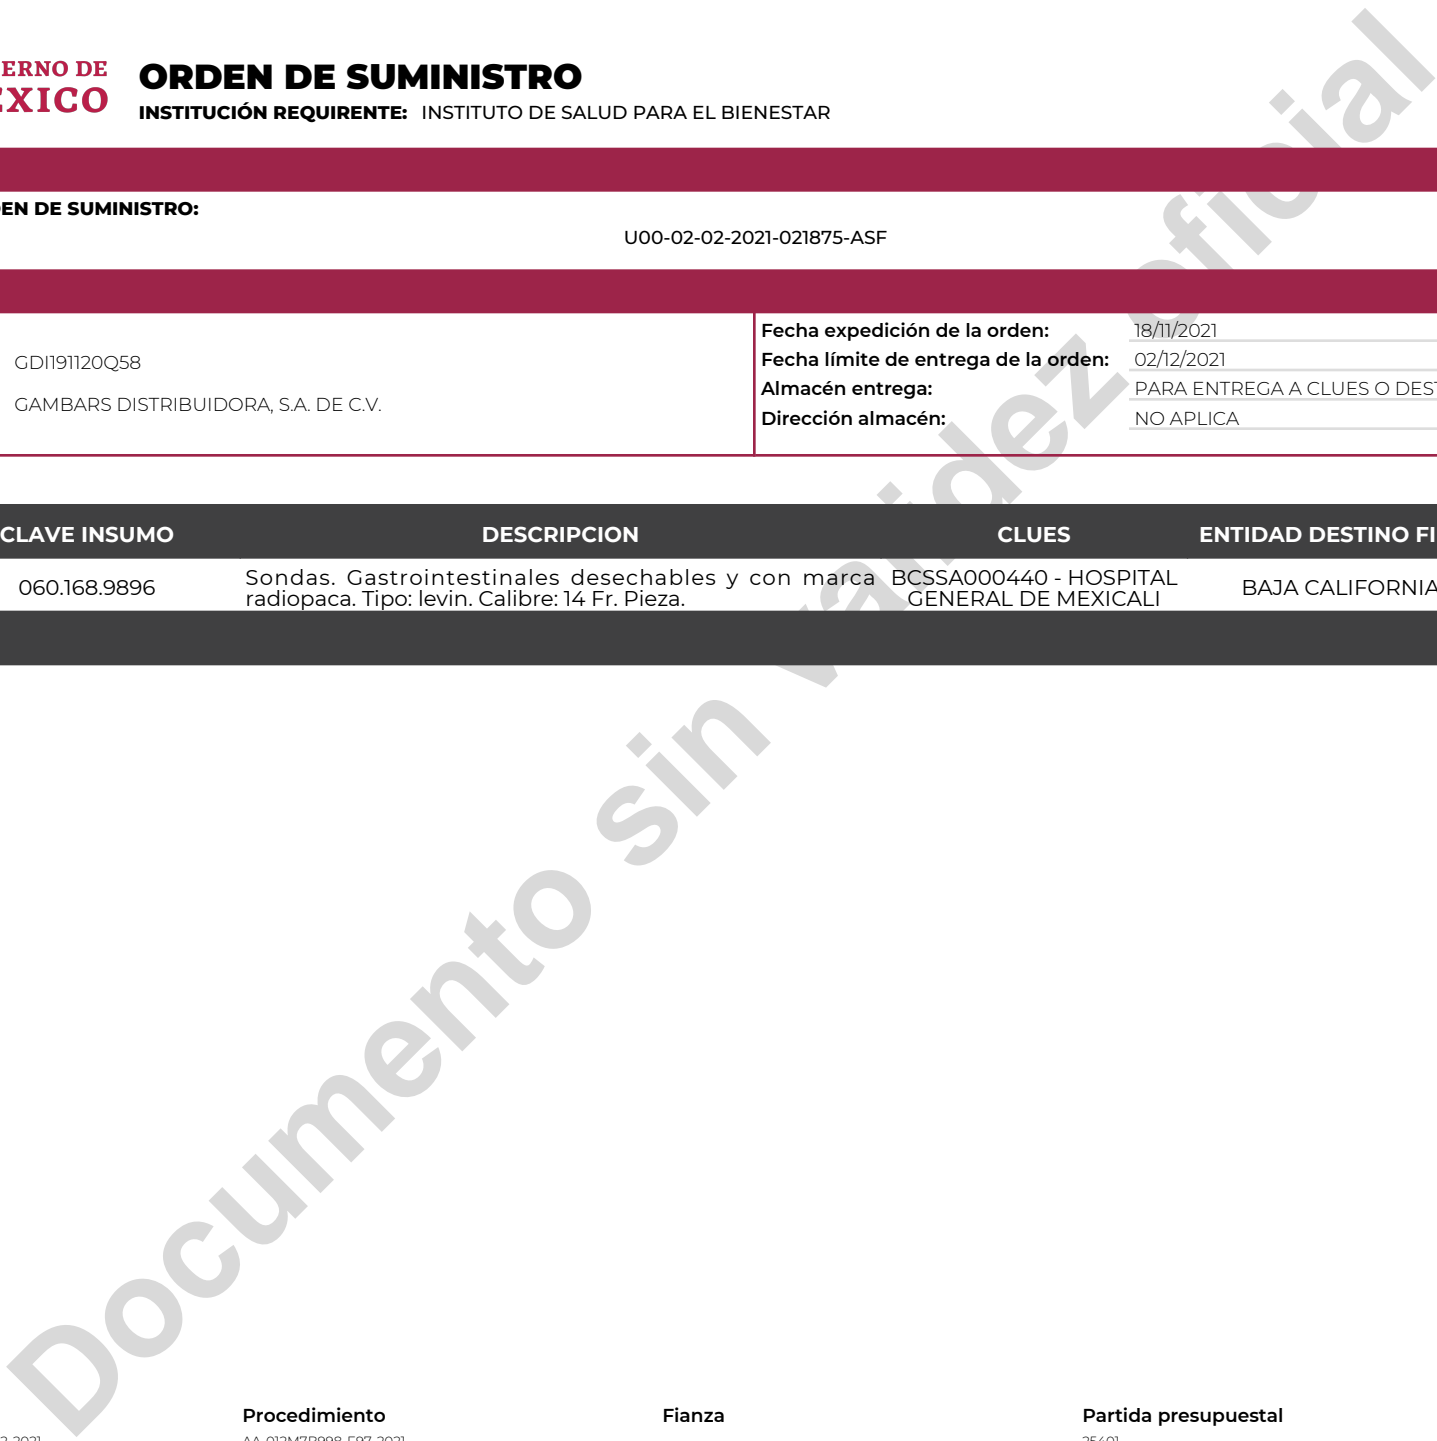 ERNO DE
ORDEN DE SUMINISTRO
INSTITUCIÓN REQUIRENTE: INSTITUTO DE SALUD PARA EL BIENESTAR
EN DE SUMINISTRO:
U00-02-02-2021-021875-ASF
GDI191120Q58
GAMBARS DISTRIBUIDORA, S.A. DE C.V.
Fecha expedición de la orden: 18/11/2021
Fecha límite de entrega de la orden: 02/12/2021
Almacén entrega: PARA ENTREGA A CLUES O DEST
Dirección almacén: NO APLICA
CLAVE INSUMO DESCRIPCION CLUES ENTIDAD DESTINO FI
060.168.9896 Sondas. Gastrointestinales desechables y con marca radiopaca. Tipo: levin. Calibre: 14 Fr. Pieza. BCSSA000440 - HOSPITAL GENERAL DE MEXICALI BAJA CALIFORNIA
Documento sin validez oficial
Procedimiento Fianza Partida presupuestal